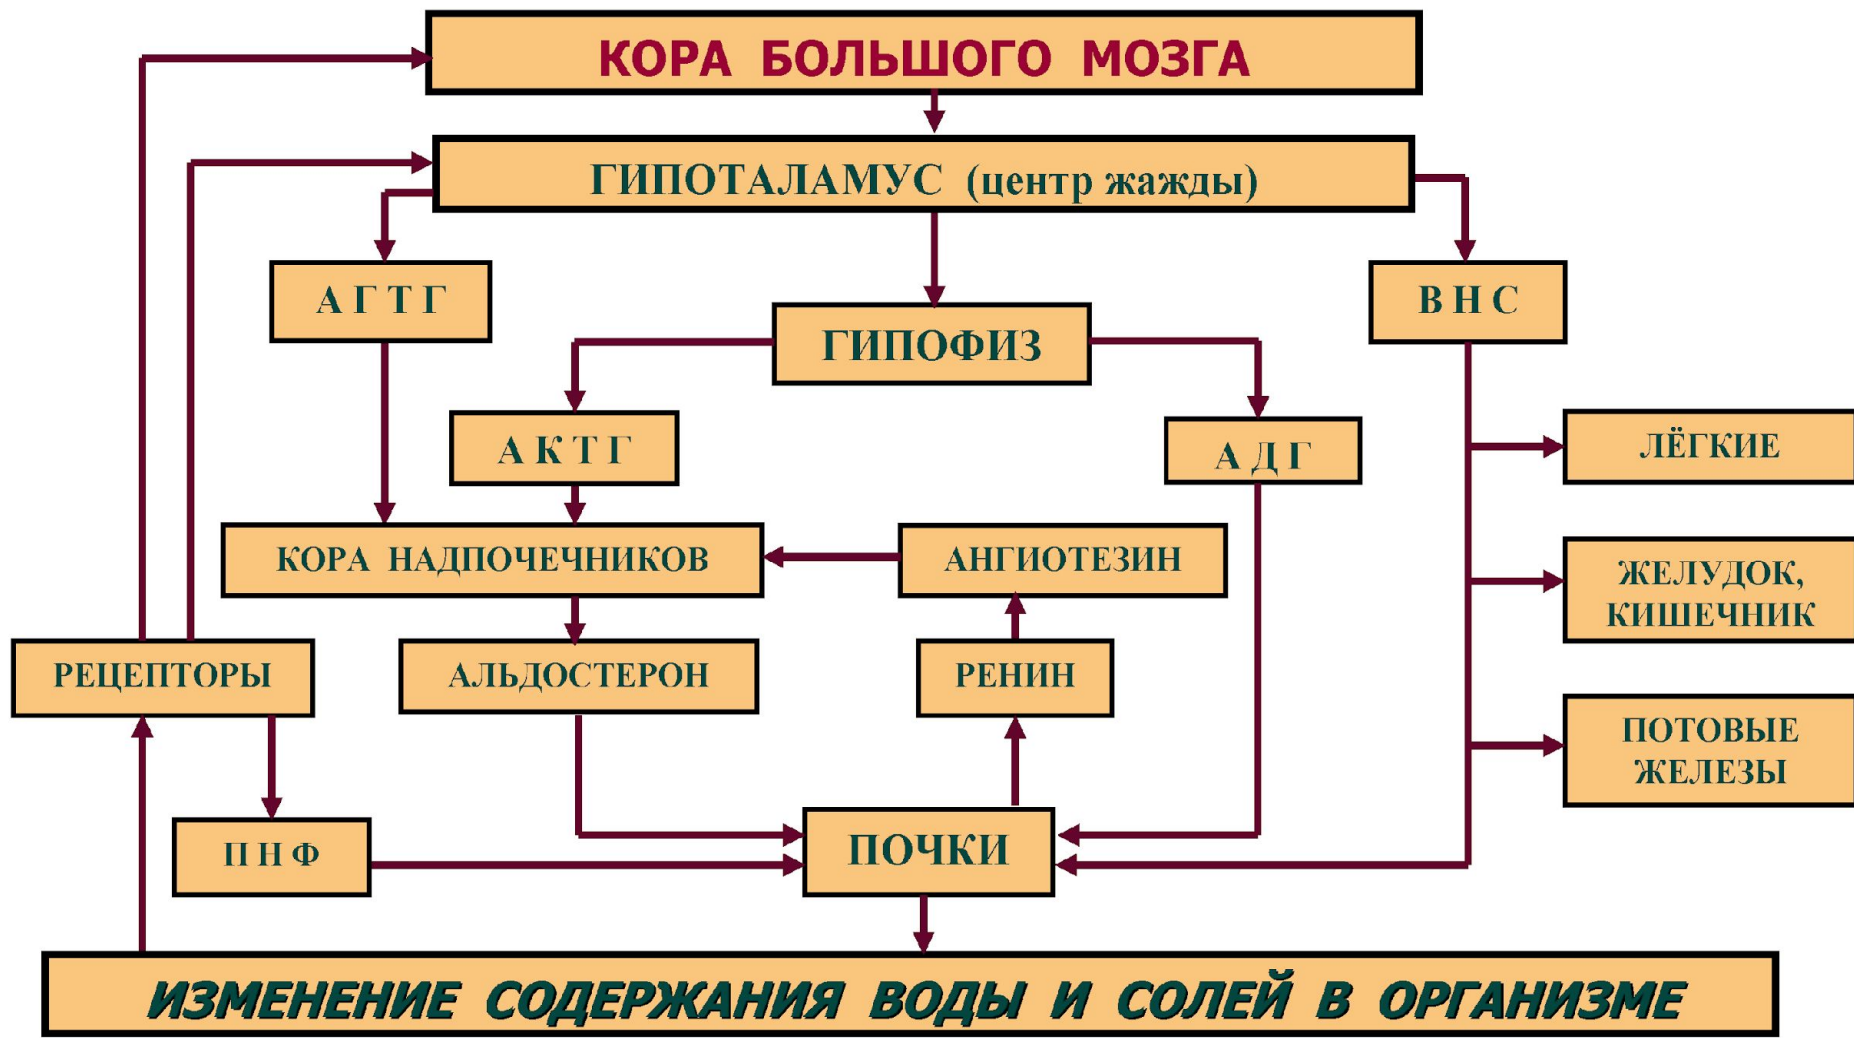 КОРА БОЛЬШОГО МОЗГА
ГИПОТАЛАМУС (центр жажды)
А Г Т Г
В Н С
ГИПОФИЗ
А К Т Г
А Д Г
ЛЁГКИЕ
КОРА НАДПОЧЕЧНИКОВ
АНГИОТЕЗИН
ЖЕЛУДОК,
КИШЕЧНИК
РЕЦЕПТОРЫ
АЛЬДОСТЕРОН
РЕНИН
ПОТОВЫЕ
ЖЕЛЕЗЫ
П Н Ф
ПОЧКИ
ИЗМЕНЕНИЕ СОДЕРЖАНИЯ ВОДЫ И СОЛЕЙ В ОРГАНИЗМЕ